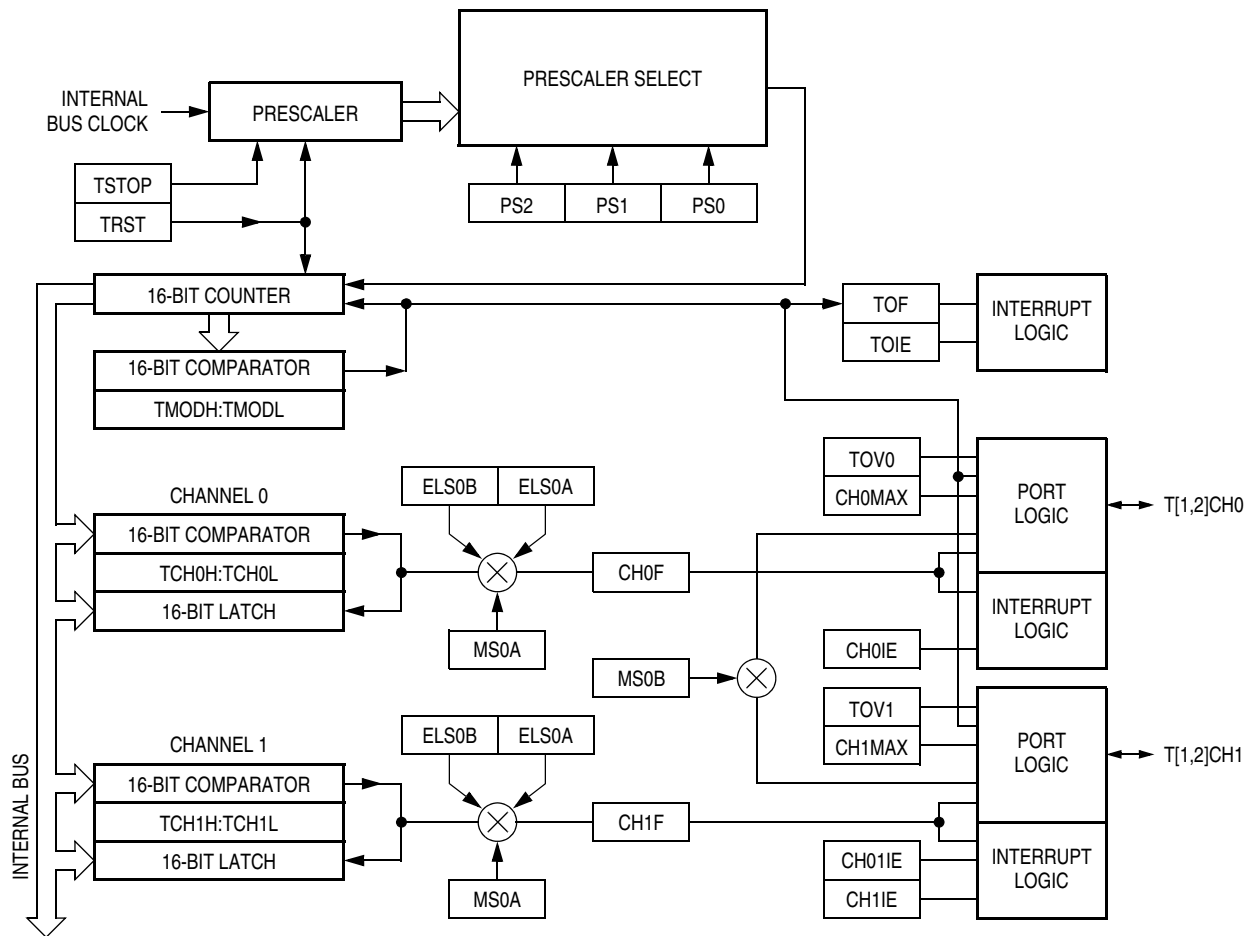 PRESCALER SELECT
INTERNAL
BUS CLOCK
PRESCALER
TSTOP
TRST
PS2
PS1
PS0
16-BIT COUNTER
16-BIT COMPARATOR
TMODH:TMODL
TOF
TOIE
INTERRUPT
LOGIC
CHANNEL 0
16-BIT COMPARATOR
TCH0H:TCH0L
16-BIT LATCH
ELS0B
ELS0A
MS0A
CH0F
TOV0
CH0MAX
PORT
LOGIC
T[1,2]CH0
INTERRUPT
LOGIC
CH0IE
MS0B
CHANNEL 1
16-BIT COMPARATOR
TCH1H:TCH1L
16-BIT LATCH
ELS0B
ELS0A
MS0A
CH1F
TOV1
CH1MAX
PORT
LOGIC
T[1,2]CH1
CH01IE
CH1IE
INTERRUPT
LOGIC
INTERNAL BUS